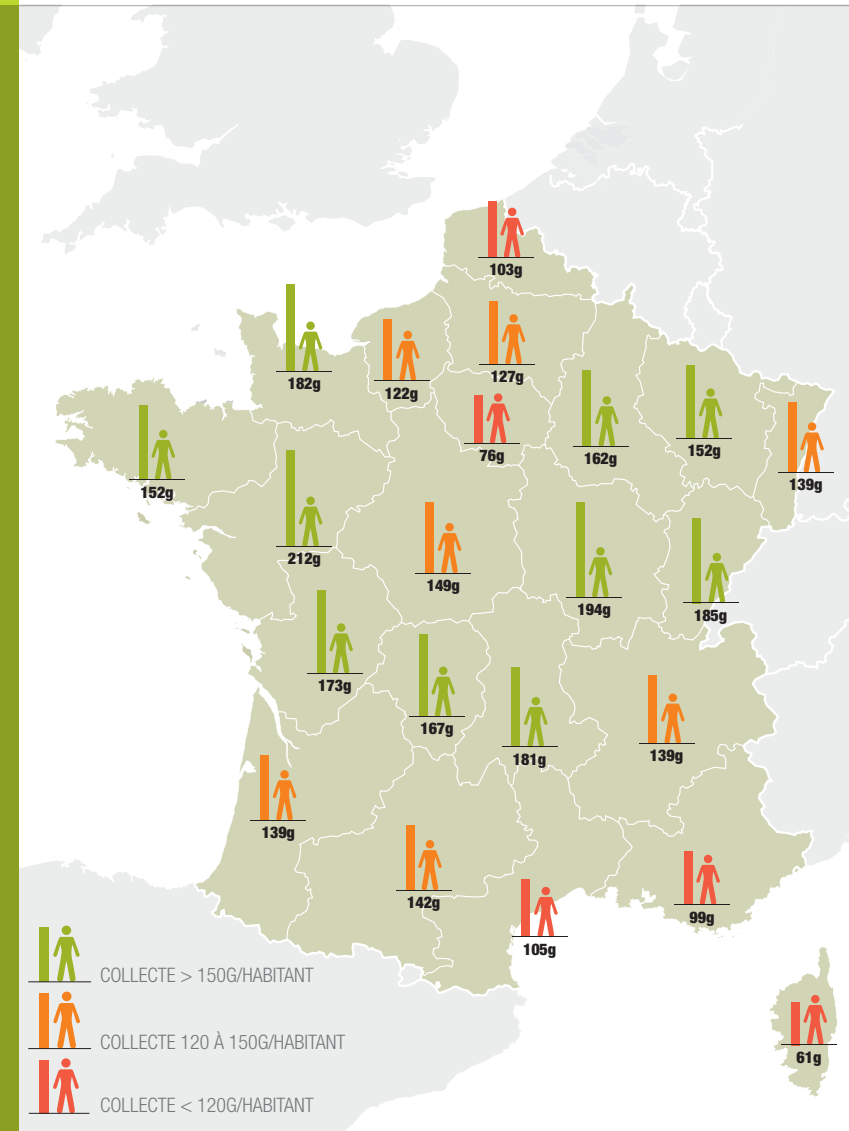 103g
182g
122g
127g
152g
76g
162g
152g
139g
212g
149g
194g
185g
173g
167g
181g
139g
139g
142g
105g
99g
61g
COLLECTE > 150G/HABITANT
COLLECTE 120 À 150G/HABITANT
COLLECTE < 120G/HABITANT